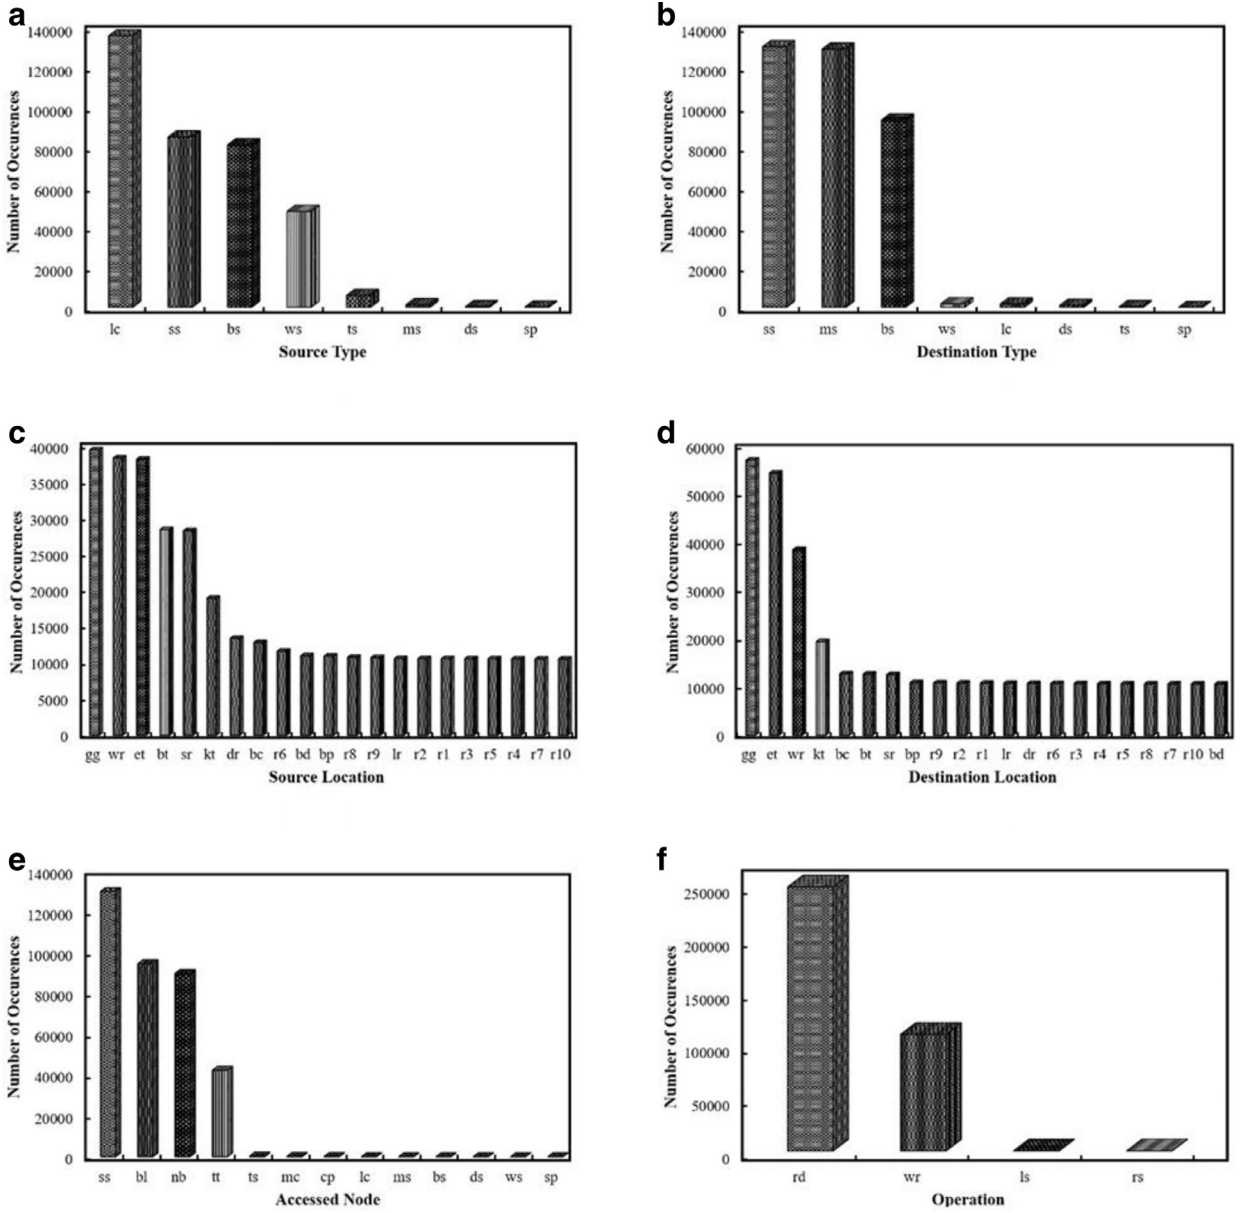 a
140000
120000
100000
80000
60000
40000
20000
0
Number of Occurences
lc ss bs ws ts ms ds sp
Source Type
b
140000
120000
100000
80000
60000
40000
20000
0
Number of Occurences
ss ms bs ws lc ds ts sp
Destination Type
c
40000
35000
30000
25000
20000
15000
10000
5000
0
Number of Occurences
gg wr et bt sr kt dr bc r6 bd bp r8 r9 lr r2 r1 r3 r5 r4 r7 r10
Source Location
d
60000
50000
40000
30000
20000
10000
0
Number of Occurences
gg et wr kt bc bt sr bp r9 r2 r1 lr dr r6 r3 r4 r5 r8 r7 r10 bd
Destination Location
e
140000
120000
100000
80000
60000
40000
20000
0
Number of Occurences
ss bl nb tt ts mc cp lc ms bs ds ws sp
Accessed Node
f
250000
200000
150000
100000
50000
0
Number of Occurences
rd wr ls rs
Operation